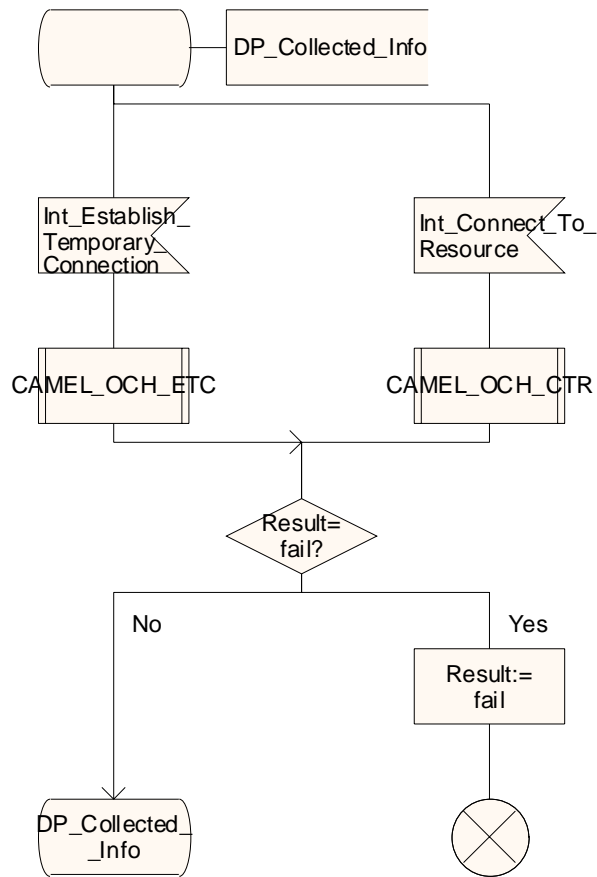 DP_Collected_Info
Int_Establish_
Temporary_
Connection
Int_Connect_To_
Resource
CAMEL_OCH_ETC
CAMEL_OCH_CTR
Result=
fail?
No
Yes
Result:=
fail
DP_Collected_
_Info